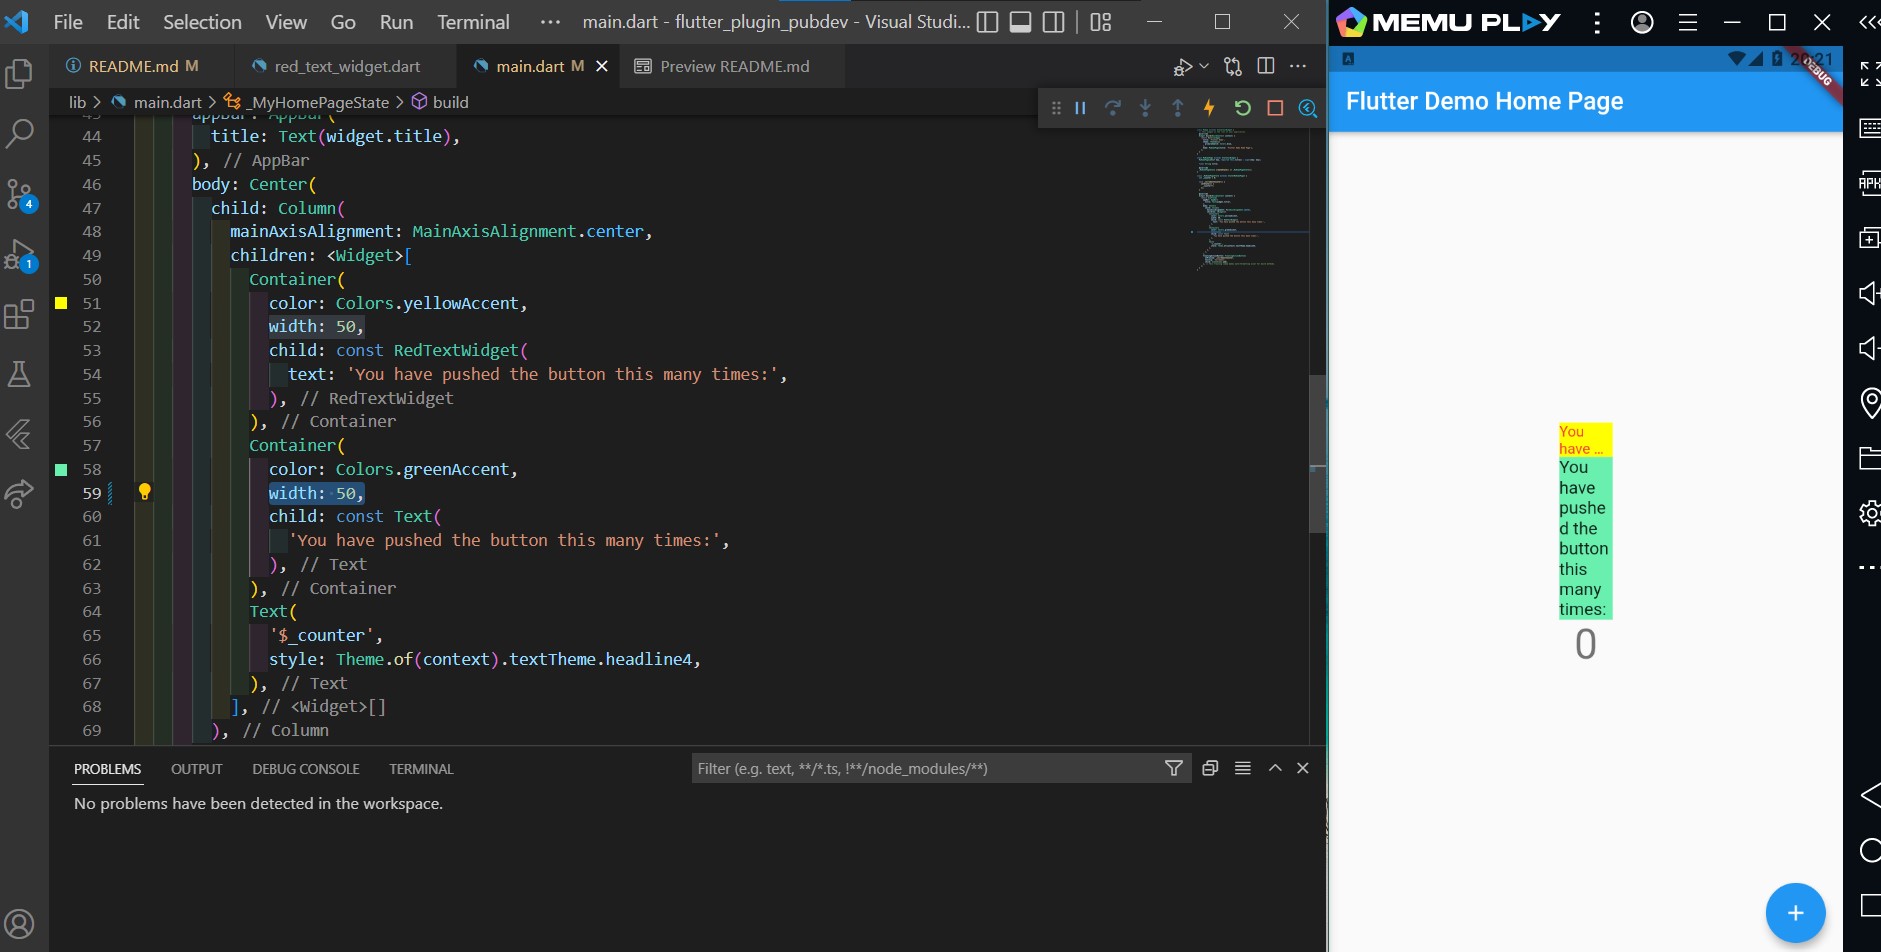 File Edit Selection View Go Run Terminal ··· main.dart - flutter_plugin_pubdev - Visual Studi...
README.md M red_text_widget.dart main.dart M Preview README.md
lib > main.dart > _MyHomePageState > build
appBar: AppBar(
44 title: Text(widget.title),
45 ), // AppBar
46 body: Center(
47 child: Column(
48 mainAxisAlignment: MainAxisAlignment.center,
49 children: <Widget>[
50 Container(
51 color: Colors.yellowAccent,
52 width: 50,
53 child: const RedTextWidget(
54 text: 'You have pushed the button this many times:',
55 ), // RedTextWidget
56 ), // Container
57 Container(
58 color: Colors.greenAccent,
59 width: 50,
60 child: const Text(
61 'You have pushed the button this many times:',
62 ), // Text
63 ), // Container
64 Text(
65 '$_counter',
66 style: Theme.of(context).textTheme.headline4,
67 ), // Text
68 ], // <Widget>[]
69 ), // Column
4
1
PROBLEMS OUTPUT DEBUG CONSOLE TERMINAL Filter (e.g. text, **/*.ts, !**/node_modules/**)
No problems have been detected in the workspace.
MEMU PLAY
A 20:21
DEBUG
Flutter Demo Home Page
You
have ...
You
have
pushe
d the
button
this
many
times:
0
+
APK